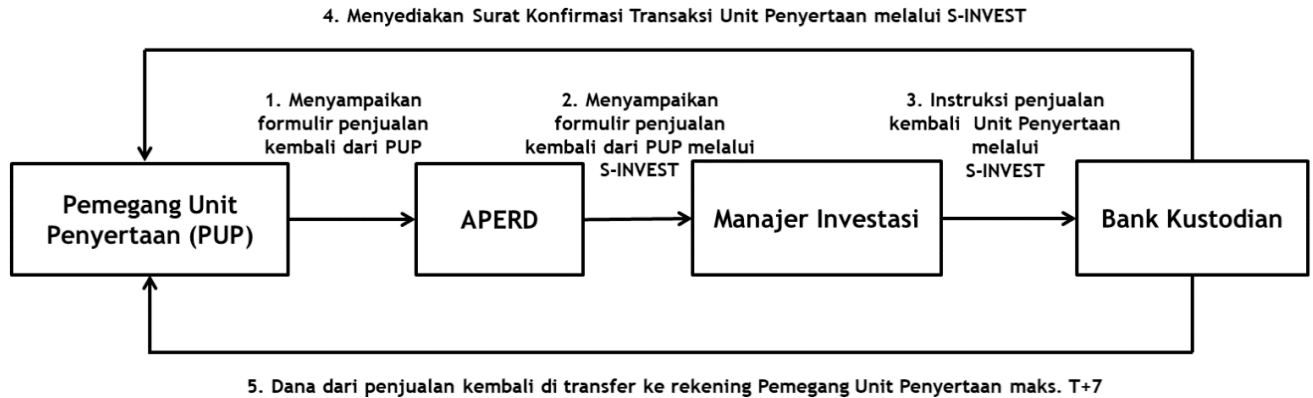 4. Menyediakan Surat Konfirmasi Transaksi Unit Penyertaan melalui S-INVEST
1. Menyampaikan
formulir penjualan
kembali dari PUP
2. Menyampaikan
formulir penjualan
kembali dari PUP melalui
S-INVEST
3. Instruksi penjualan
kembali Unit Penyertaan
melalui
S-INVEST
Pemegang Unit
Penyertaan (PUP)
APERD
Manajer Investasi
Bank Kustodian
5. Dana dari penjualan kembali di transfer ke rekening Pemegang Unit Penyertaan maks. T+7